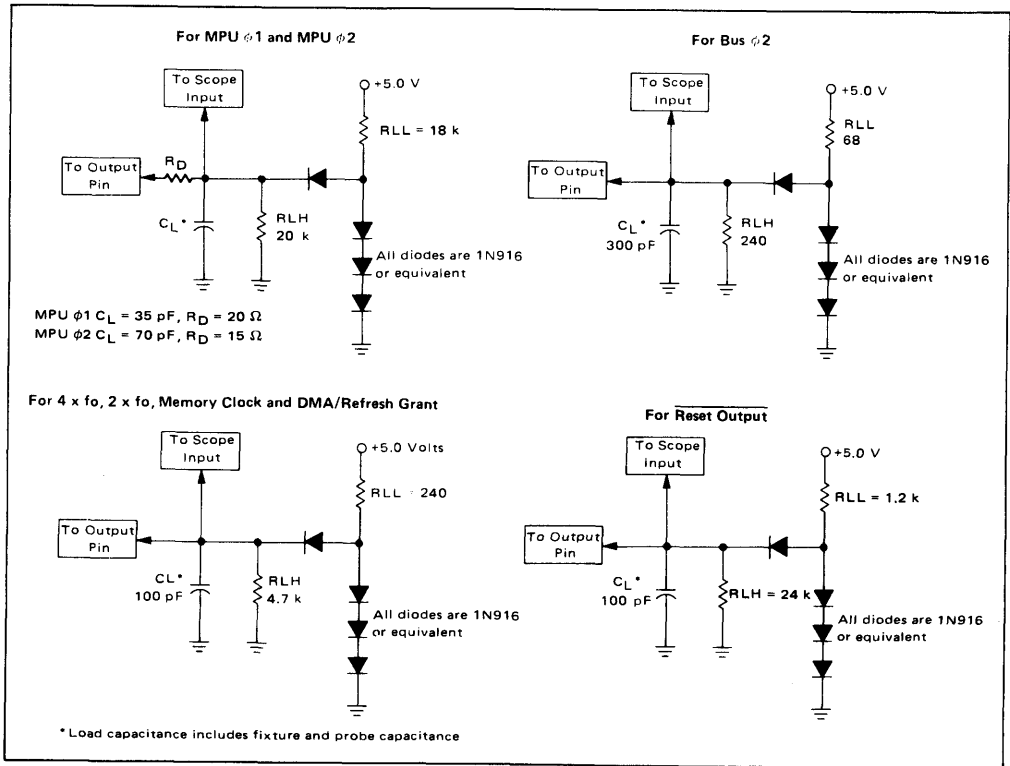 For MPU φ1 and MPU φ2
To Scope
Input
+5.0 V
RLL = 18 k
To Output
Pin
RD
CL*
RLH
20 k
All diodes are 1N916
or equivalent
MPU φ1 CL = 35 pF, RD = 20 Ω
MPU φ2 CL = 70 pF, RD = 15 Ω
For Bus φ2
To Scope
Input
+5.0 V
RLL
68
To Output
Pin
CL*
300 pF
RLH
240
All diodes are 1N916
or equivalent
For 4 x fo, 2 x fo, Memory Clock and DMA/Refresh Grant
To Scope
Input
+5.0 Volts
RLL = 240
To Output
Pin
CL*
100 pF
RLH
4.7 k
All diodes are 1N916
or equivalent
For Reset Output
To Scope
input
+5.0 V
RLL = 1.2 k
To Output
Pin
CL*
100 pF
RLH = 24 k
All diodes are 1N916
or equivalent
* Load capacitance includes fixture and probe capacitance